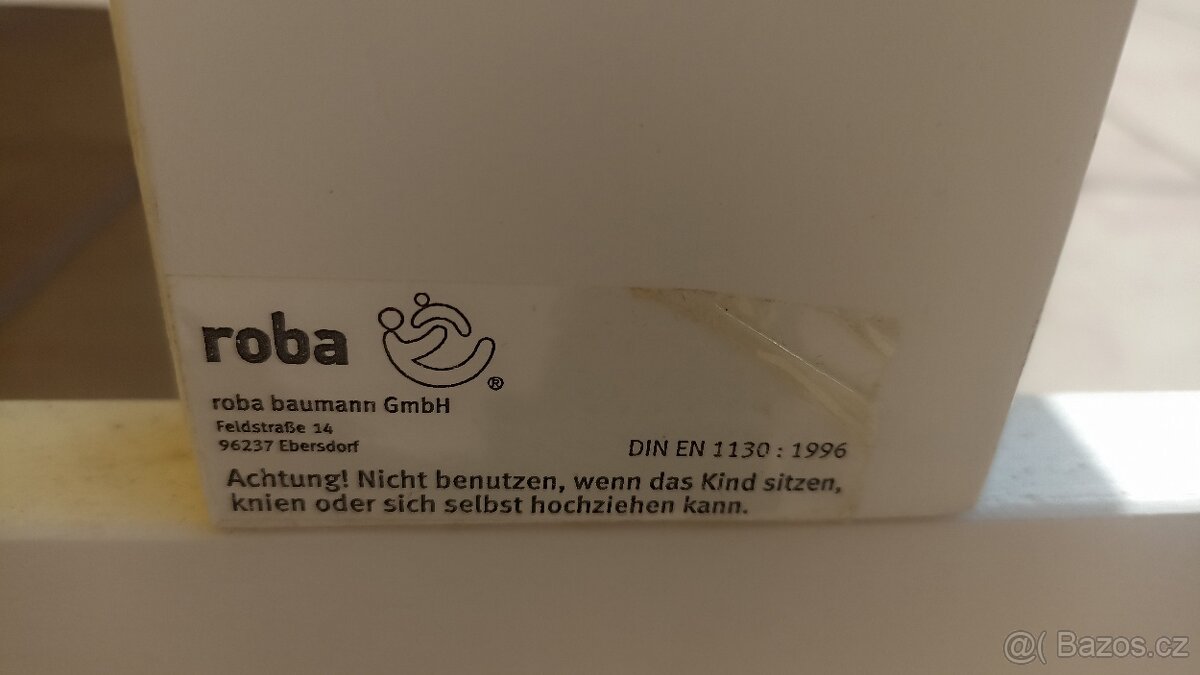 roba ®
roba baumann GmbH
Feldstraße 14
96237 Ebersdorf
DIN EN 1130 : 1996
Achtung! Nicht benutzen, wenn das Kind sitzen,
knien oder sich selbst hochziehen kann.
@( Bazos.cz